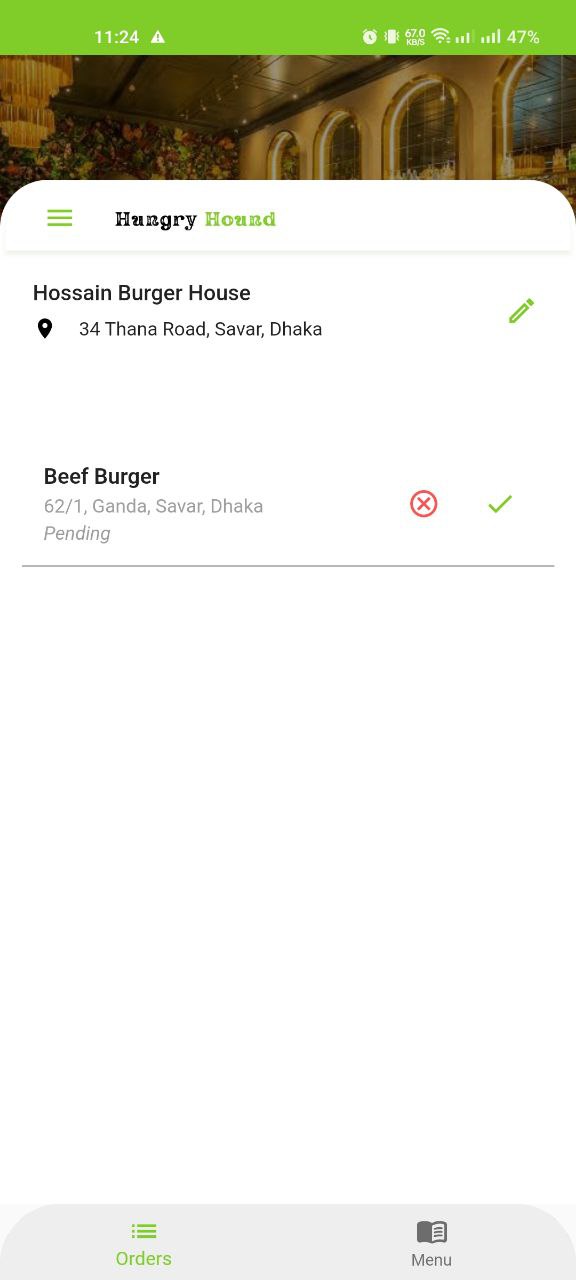 11:24
67.0
KB/S
47%
Hungry Hound
Hossain Burger House
34 Thana Road, Savar, Dhaka
Beef Burger
62/1, Ganda, Savar, Dhaka
Pending
Orders
Menu